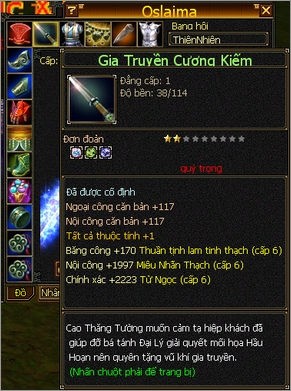 Oslaima
Bang hội
ThiênNhiên
Cấp:
Gia Truyền Cương Kiếm
Đẳng cấp: 1
Độ bền: 38/114
Đơn đoản
quý trọng
Đã được cố định
Ngoại công căn bản +117
Nội công căn bản +117
Tất cả thuộc tính +1
Băng công +170 Thuần tịnh lam tinh thạch (cấp 6)
Nội công +1997 Miêu Nhãn Thạch (cấp 6)
Chính xác +2223 Tử Ngọc (cấp 6)
Cao Thăng Tường muốn cảm tạ hiệp khách đã
giúp đỡ bá tánh Đại Lý giải quyết mối họa Hầu
Hoạn nên quyên tặng vũ khí gia truyền.
(Nhấn chuột phải để trang bị)
Đồ
Nhân